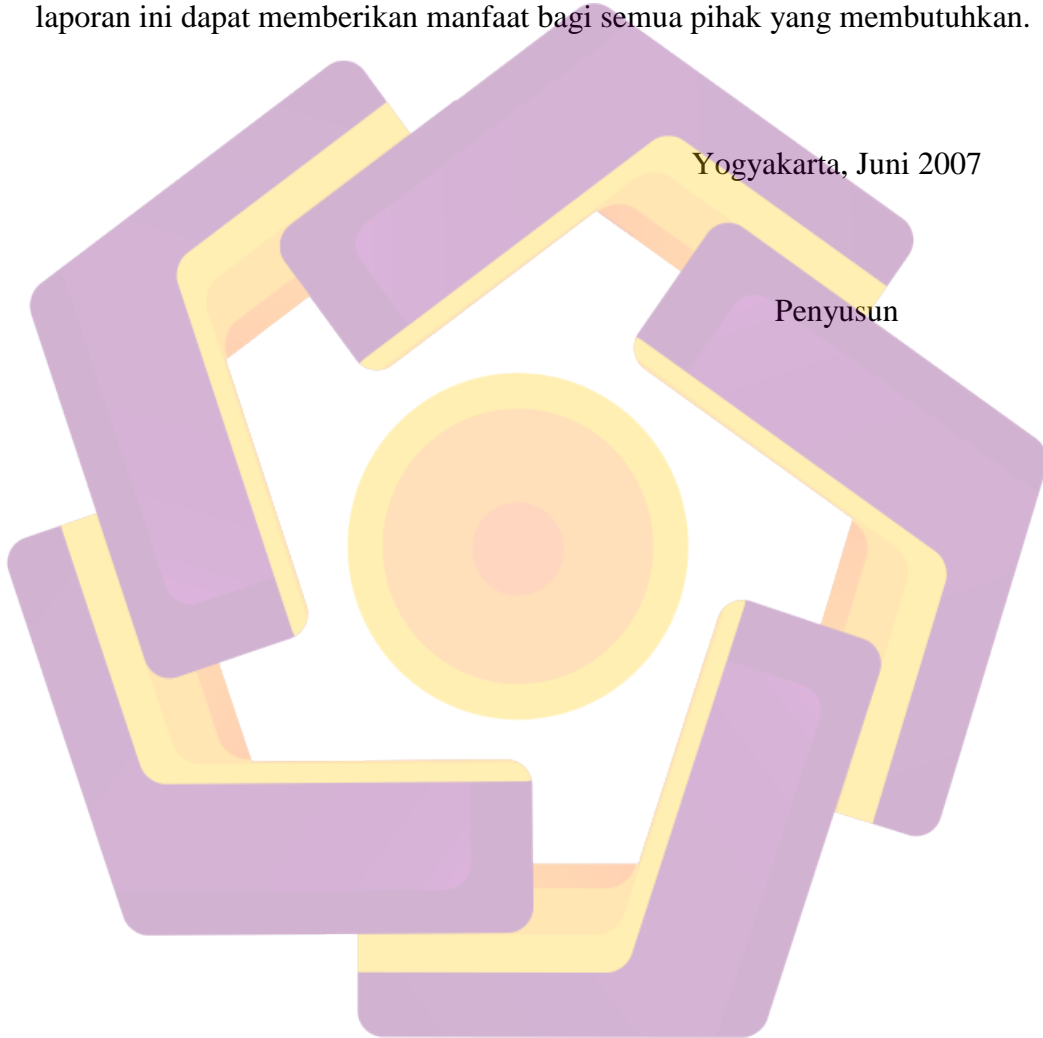 laporan ini dapat memberikan manfaat bagi semua pihak yang membutuhkan.
Yogyakarta, Juni 2007
Penyusun